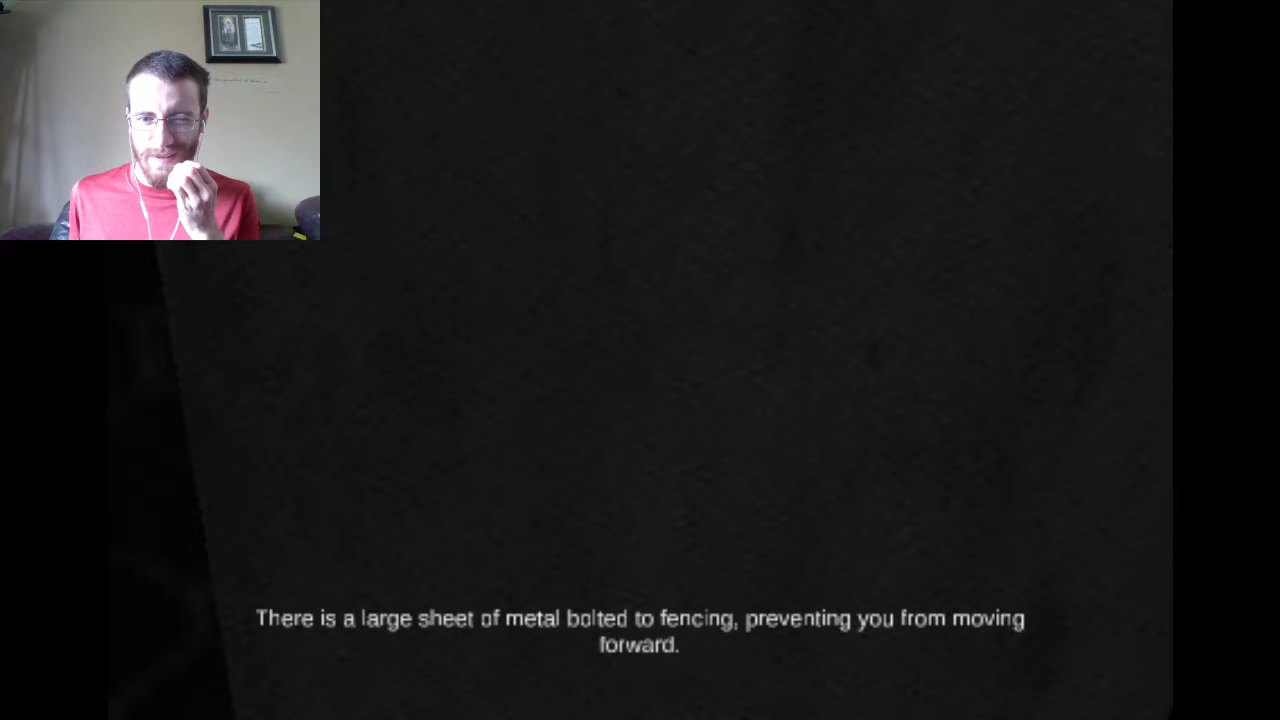 There is a large sheet of metal bolted to fencing, preventing you from moving
forward.